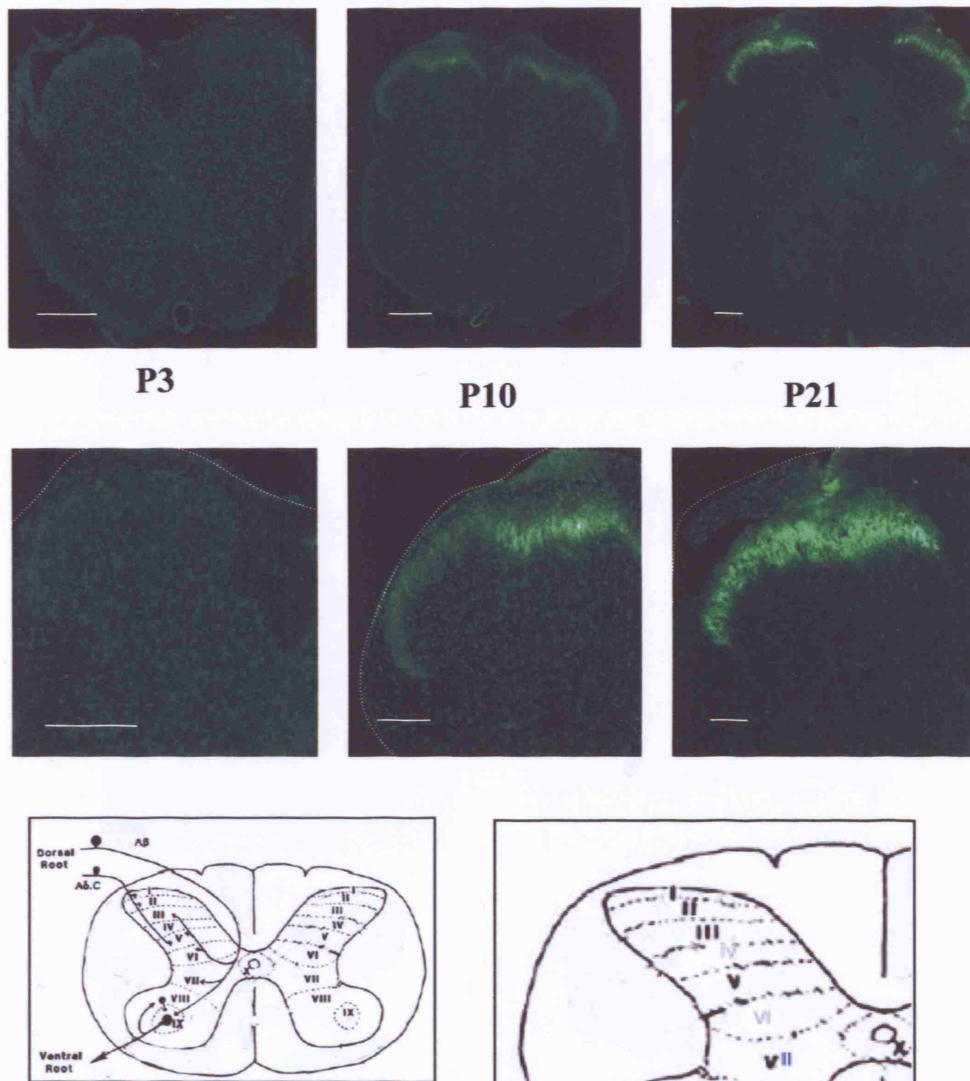 P3
P10
P21
Dorsal Root
Aβ
Aδ.C
I
II
III
IV
V
VI
VII
VIII
IX
X
I
II
III
IV
V
VI
VII
VIII
IX
Ventral Root
I
II
III
IV
V
VI
VII
X